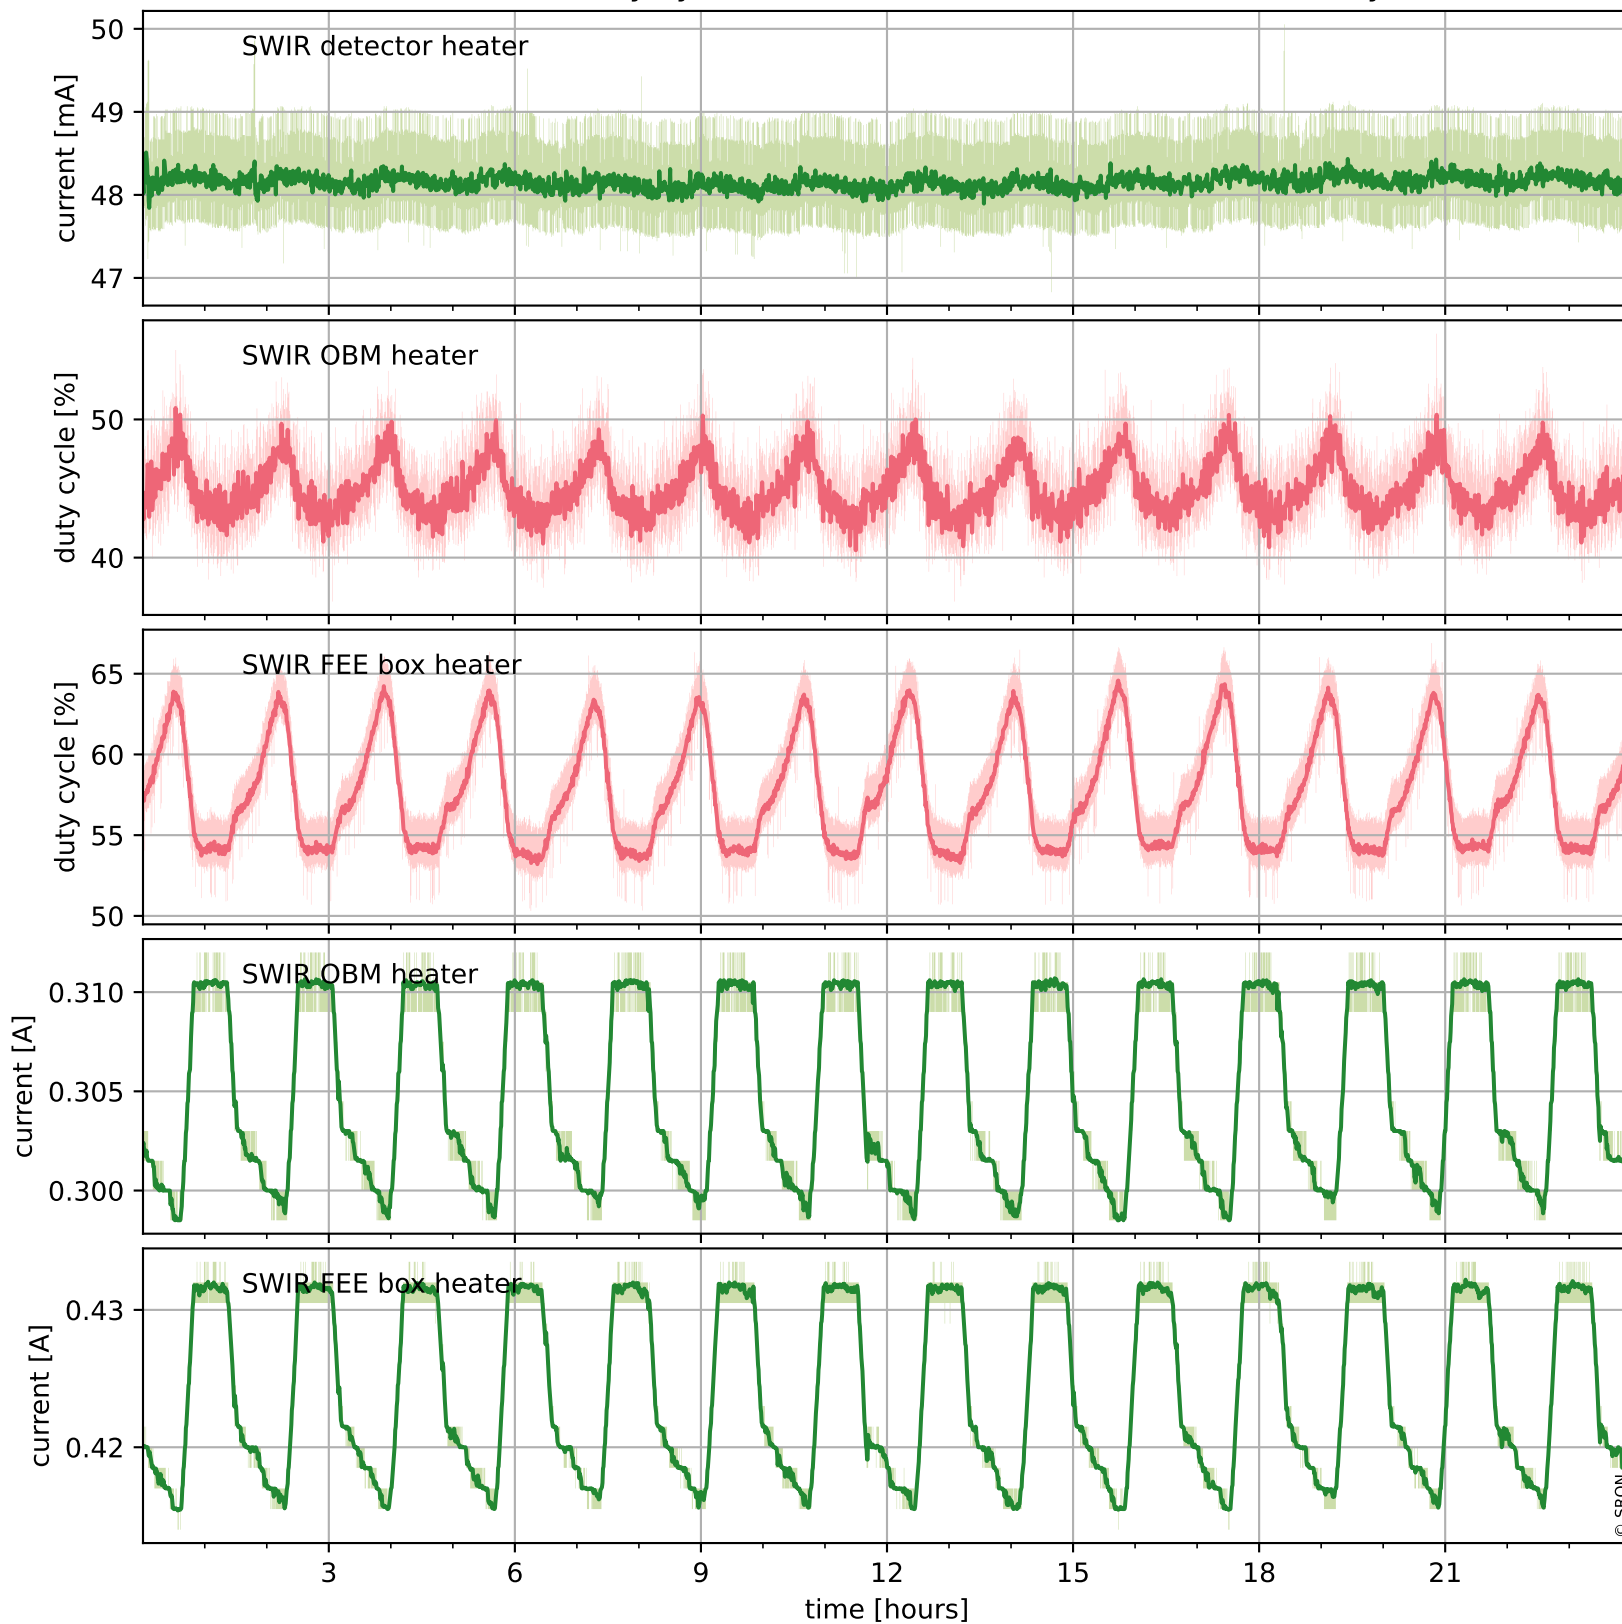 SWIR detector heater
current [mA]
50
49
48
47
SWIR OBM heater
duty cycle [%]
50
40
SWIR FEE box heater
duty cycle [%]
65
60
55
50
SWIR OBM heater
current [A]
0.310
0.305
0.300
SWIR FEE box heater
current [A]
0.43
0.42
3 6 9 12 15 18 21
time [hours]
© SRON